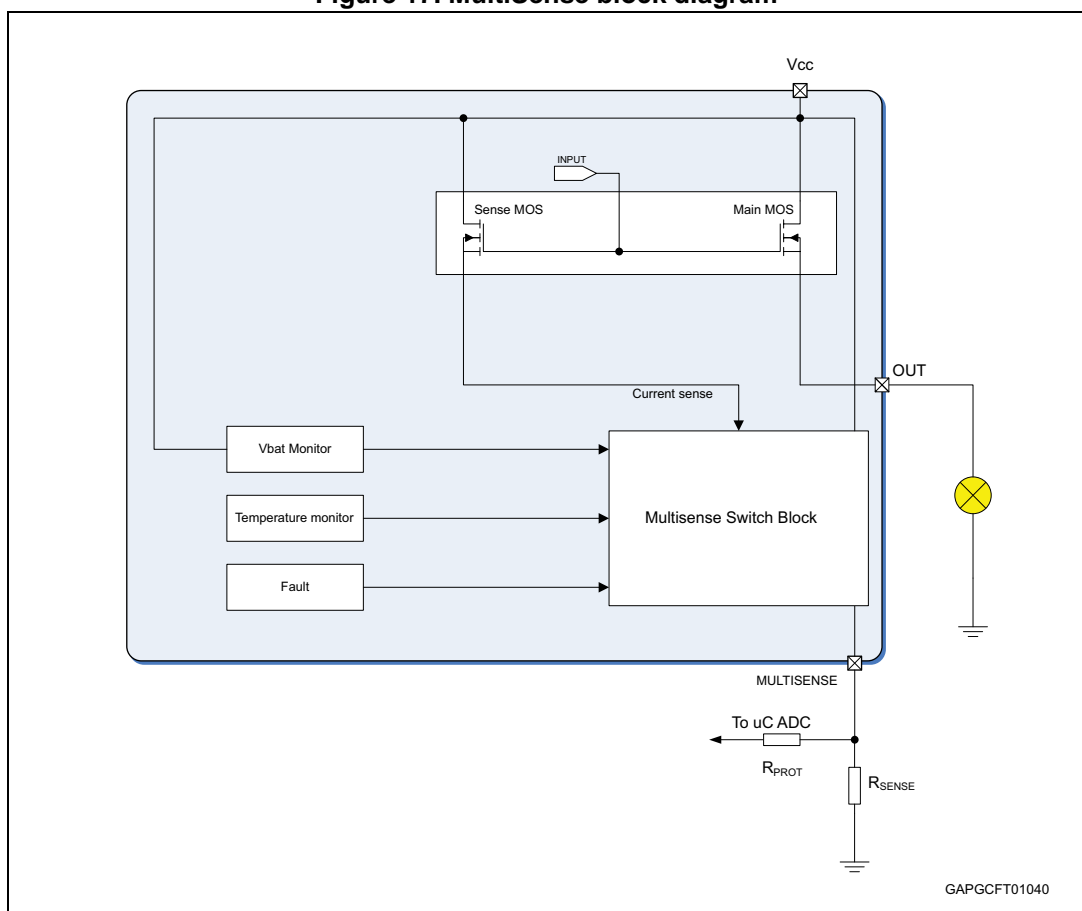 Figure 17. MultiSense block diagram
Vcc
INPUT
Sense MOS
Main MOS
OUT
Current sense
Vbat Monitor
Temperature monitor
Multisense Switch Block
Fault
MULTISENSE
To uC ADC
RPROT
RSENSE
GAPGCFT01040